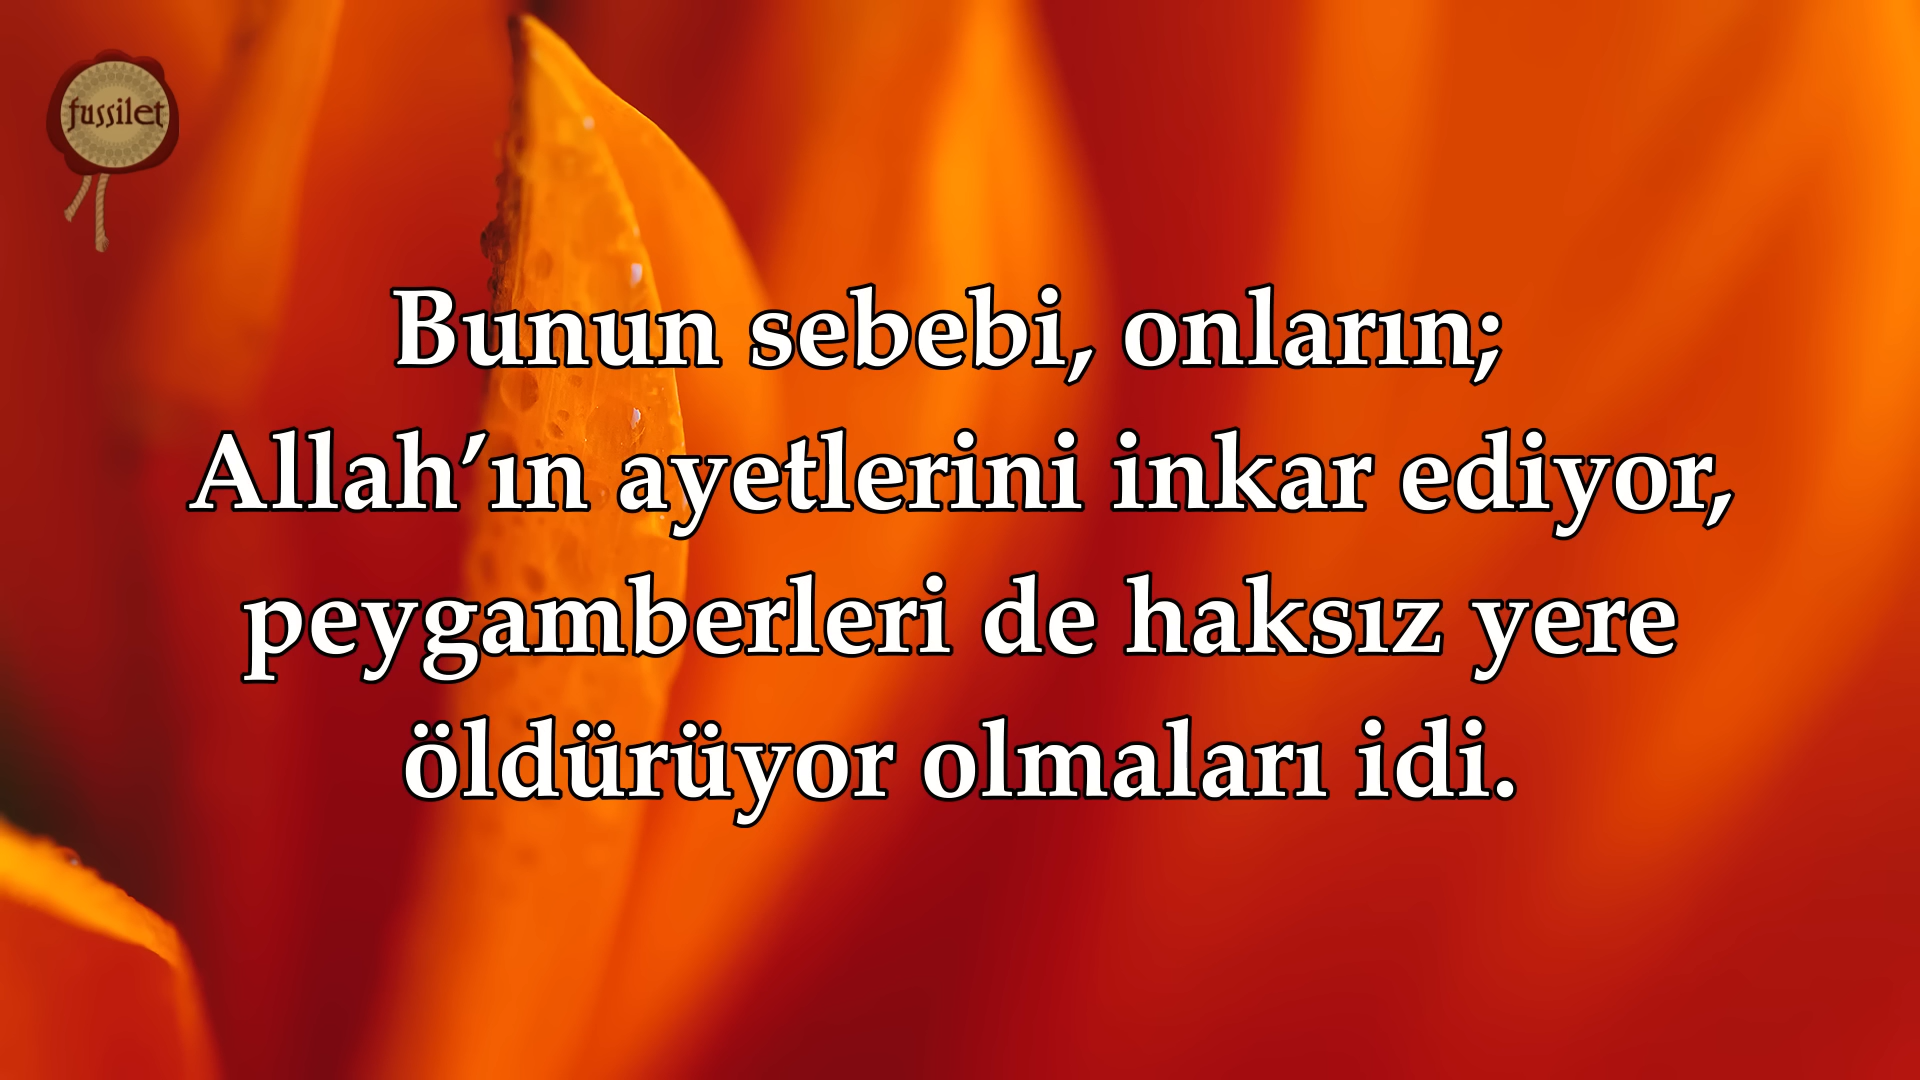 fussilet
Bunun sebebi, onların;
Allah’ın ayetlerini inkar ediyor,
peygamberleri de haksız yere
öldürüyor olmaları idi.